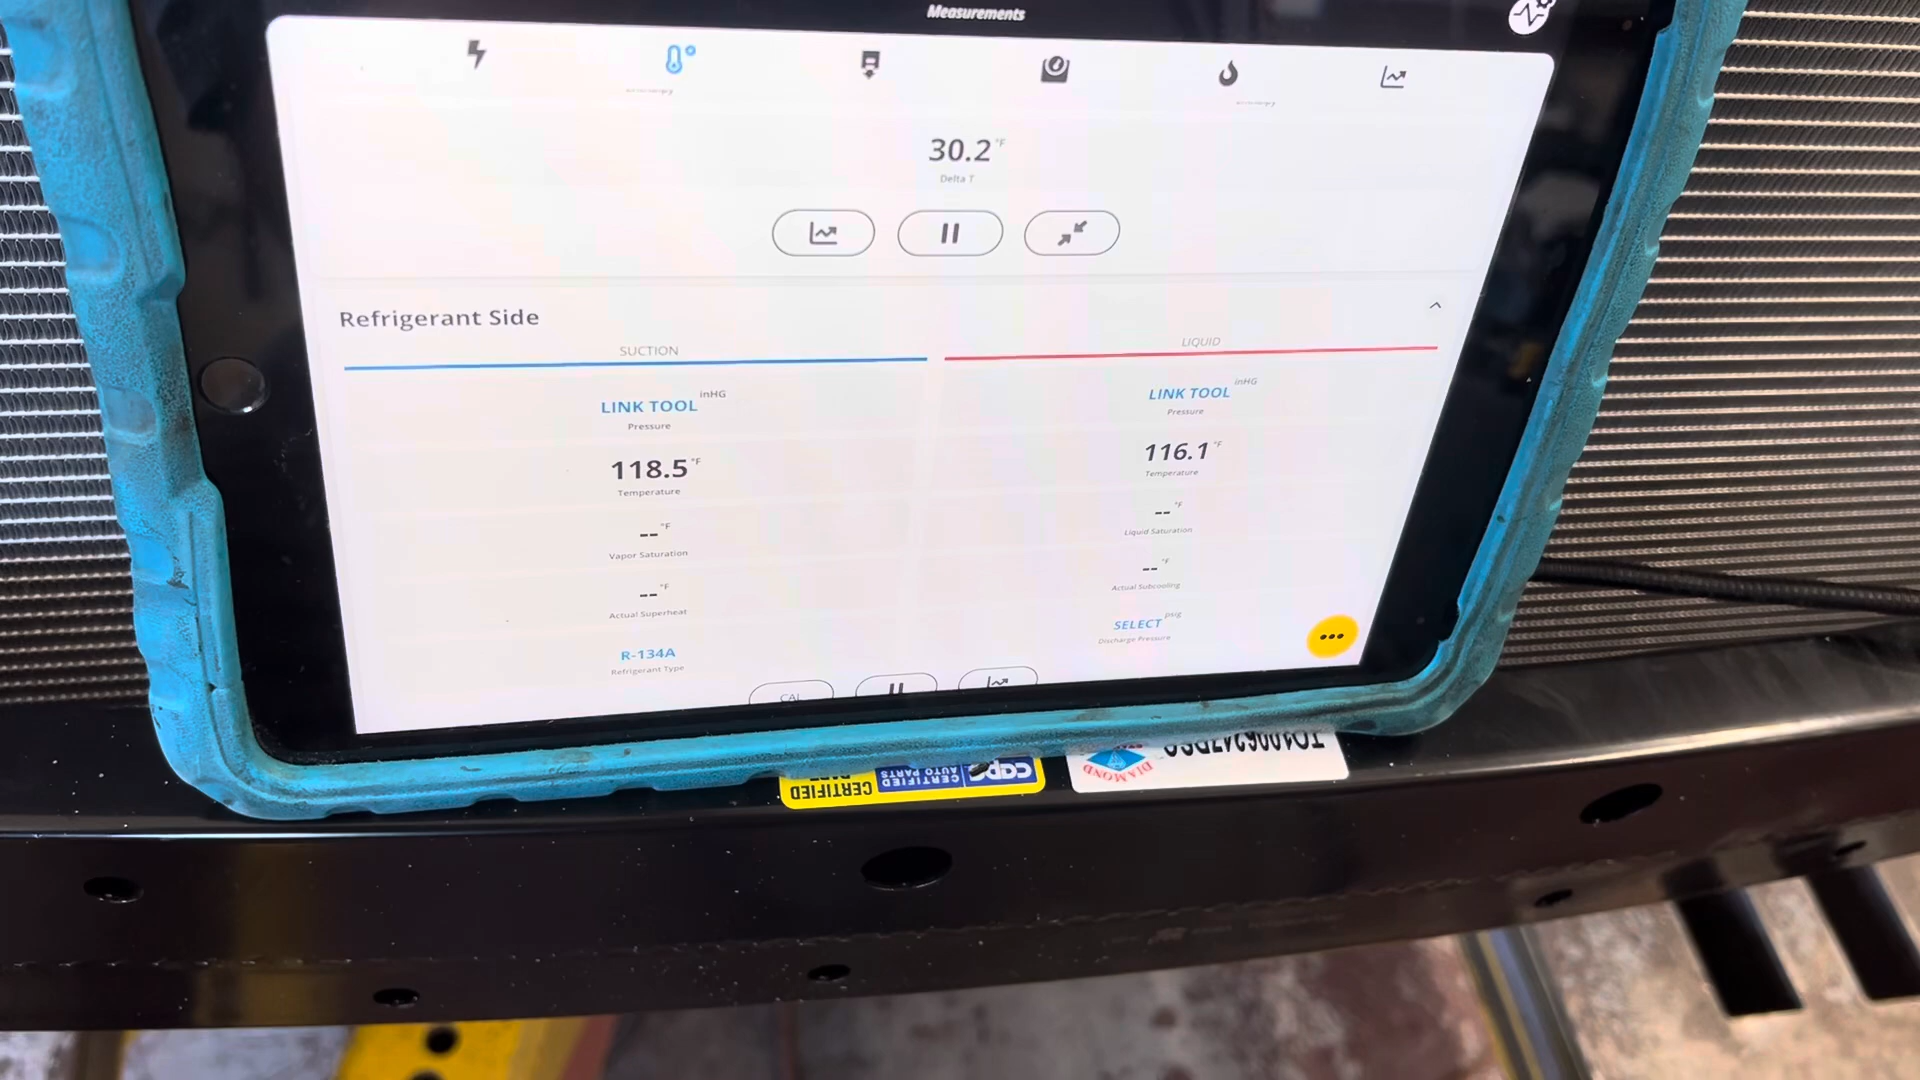 Measurements
30.2 °F
Delta T
Refrigerant Side
SUCTION
LIQUID
LINK TOOL inHG
Pressure
LINK TOOL inHG
Pressure
118.5 °F
Temperature
116.1 °F
Temperature
-- °F
Vapor Saturation
-- °F
Liquid Saturation
-- °F
Actual Superheat
-- °F
Actual Subcooling
R-134A
Refrigerant Type
SELECT psig
Discharge Pressure
CAL
CAPA
CERTIFIED
AUTO PARTS
CERTIFIED
PART
DIAMOND